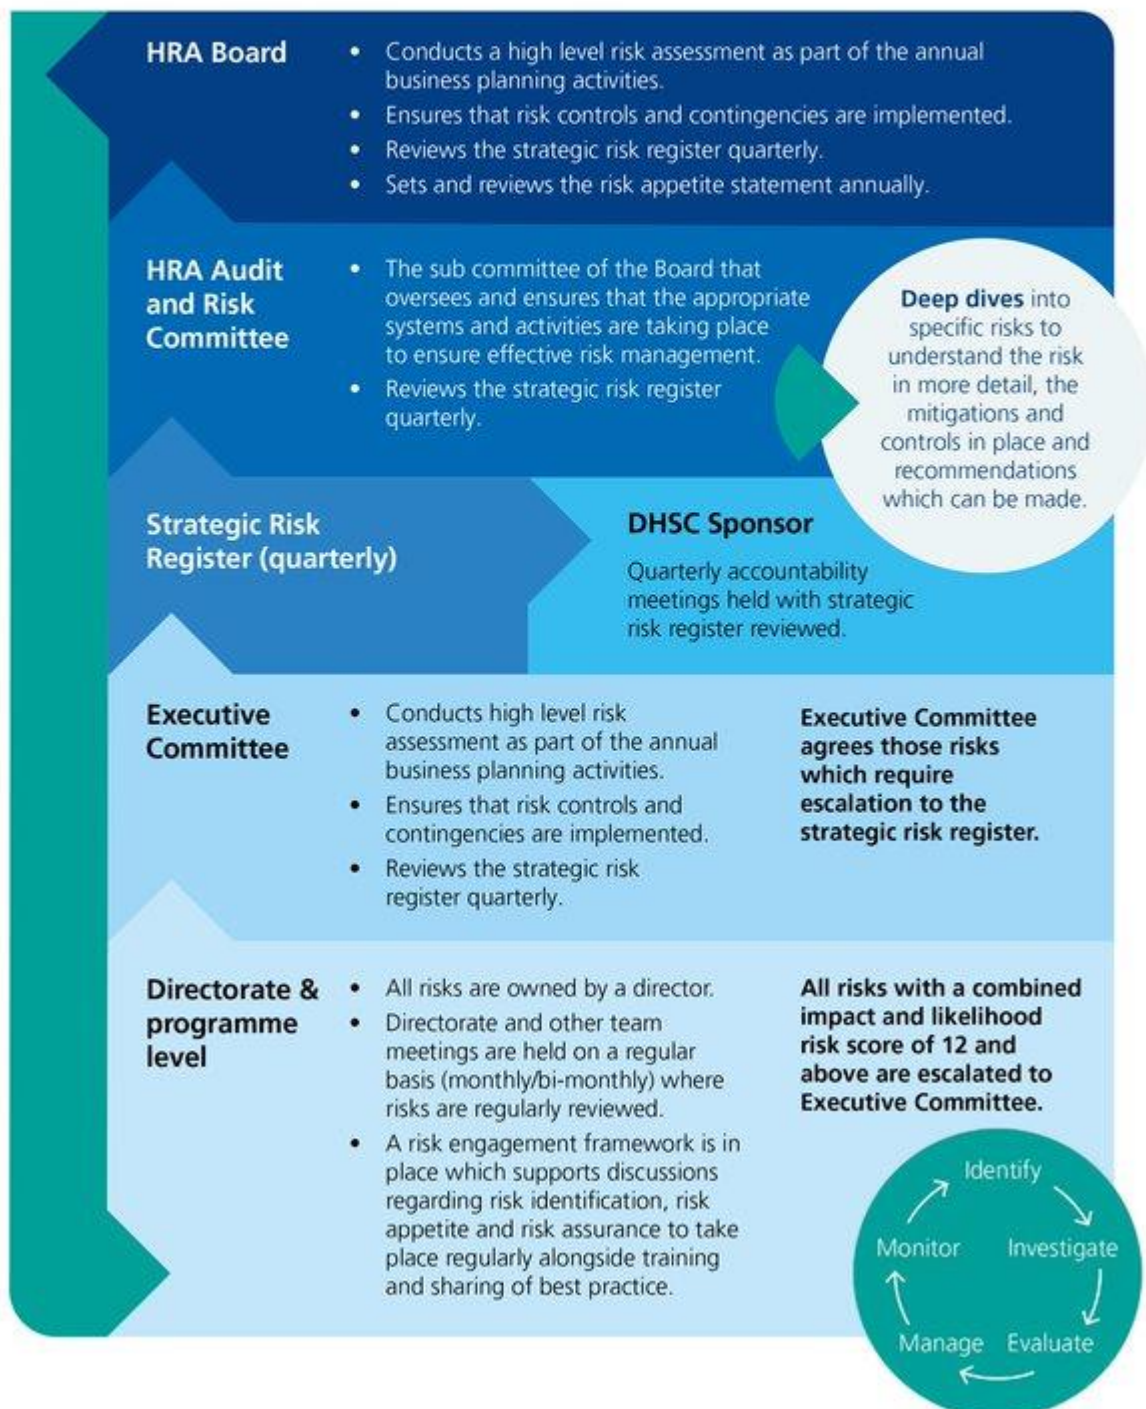 HRA Board
• Conducts a high level risk assessment as part of the annual
business planning activities.
• Ensures that risk controls and contingencies are implemented.
• Reviews the strategic risk register quarterly.
• Sets and reviews the risk appetite statement annually.
HRA Audit
and Risk
Committee
• The sub committee of the Board that
oversees and ensures that the appropriate
systems and activities are taking place
to ensure effective risk management.
• Reviews the strategic risk register
quarterly.
Deep dives into
specific risks to
understand the risk
in more detail, the
mitigations and
controls in place and
recommendations
which can be made.
Strategic Risk
Register (quarterly)
DHSC Sponsor
Quarterly accountability
meetings held with strategic
risk register reviewed.
Executive
Committee
• Conducts high level risk
assessment as part of the annual
business planning activities.
• Ensures that risk controls and
contingencies are implemented.
• Reviews the strategic risk
register quarterly.
Executive Committee
agrees those risks
which require
escalation to the
strategic risk register.
Directorate &
programme
level
• All risks are owned by a director.
• Directorate and other team
meetings are held on a regular
basis (monthly/bi-monthly) where
risks are regularly reviewed.
• A risk engagement framework is in
place which supports discussions
regarding risk identification, risk
appetite and risk assurance to take
place regularly alongside training
and sharing of best practice.
All risks with a combined
impact and likelihood
risk score of 12 and
above are escalated to
Executive Committee.
Identify
Investigate
Evaluate
Manage
Monitor